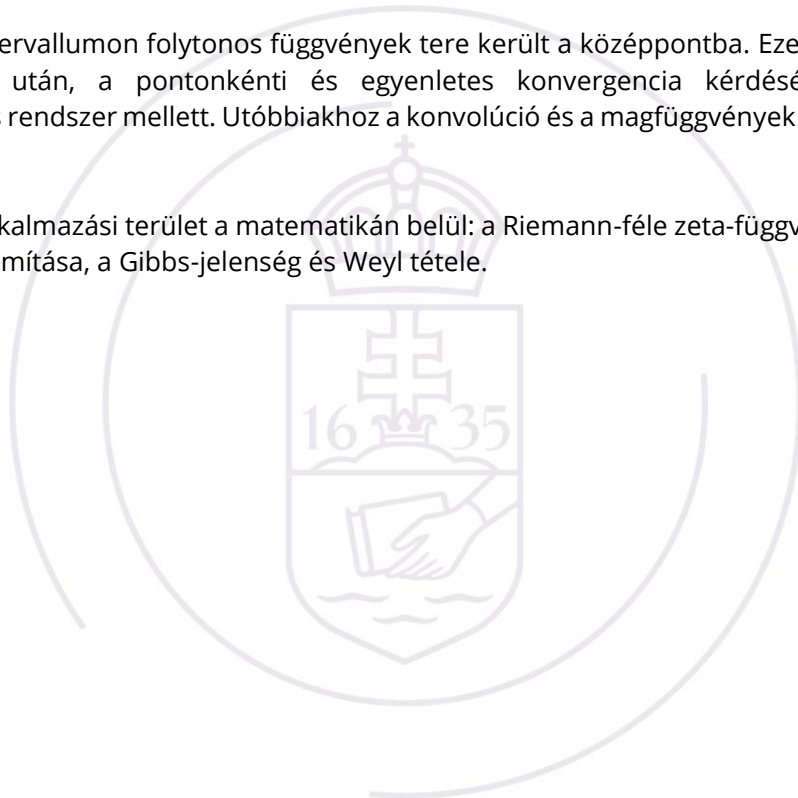 ervallumon folytonos függvények tere került a középpontba. Eze
után, a pontonkénti és egyenletes konvergencia kérdésé
s rendszer mellett. Utóbbiakhoz a konvolúció és a magfüggvények
kalmazási terület a matematikán belül: a Riemann-féle zeta-függv
mítása, a Gibbs-jelenség és Weyl tétele.
16 35